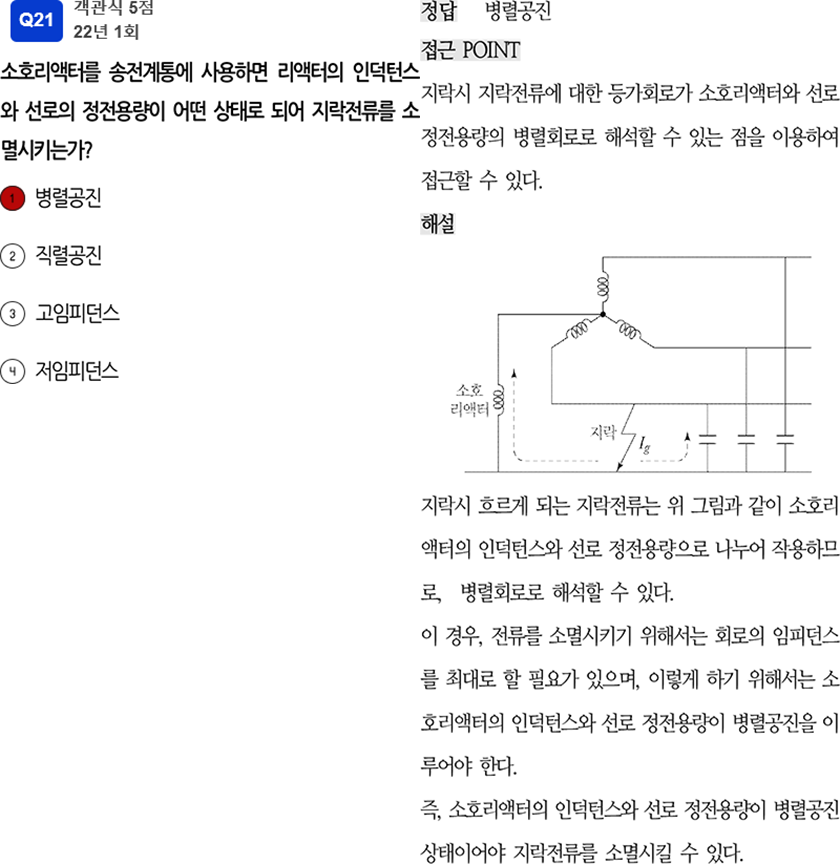 Q21
객관식 5점
22년 1회
소호리액터를 송전계통에 사용하면 리액터의 인덕턴스
와 선로의 정전용량이 어떤 상태로 되어 지락전류를 소
멸시키는가?
1 병렬공진
2 직렬공진
3 고임피던스
4 저임피던스
정답 병렬공진
접근 POINT
지락시 지락전류에 대한 등가회로가 소호리액터와 선로
정전용량의 병렬회로로 해석할 수 있는 점을 이용하여
접근할 수 있다.
해설
소호
리액터
지락
Ig
지락시 흐르게 되는 지락전류는 위 그림과 같이 소호리
액터의 인덕턴스와 선로 정전용량으로 나누어 작용하므
로, 병렬회로로 해석할 수 있다.
이 경우, 전류를 소멸시키기 위해서는 회로의 임피던스
를 최대로 할 필요가 있으며, 이렇게 하기 위해서는 소
호리액터의 인덕턴스와 선로 정전용량이 병렬공진을 이
루어야 한다.
즉, 소호리액터의 인덕턴스와 선로 정전용량이 병렬공진
상태이어야 지락전류를 소멸시킬 수 있다.